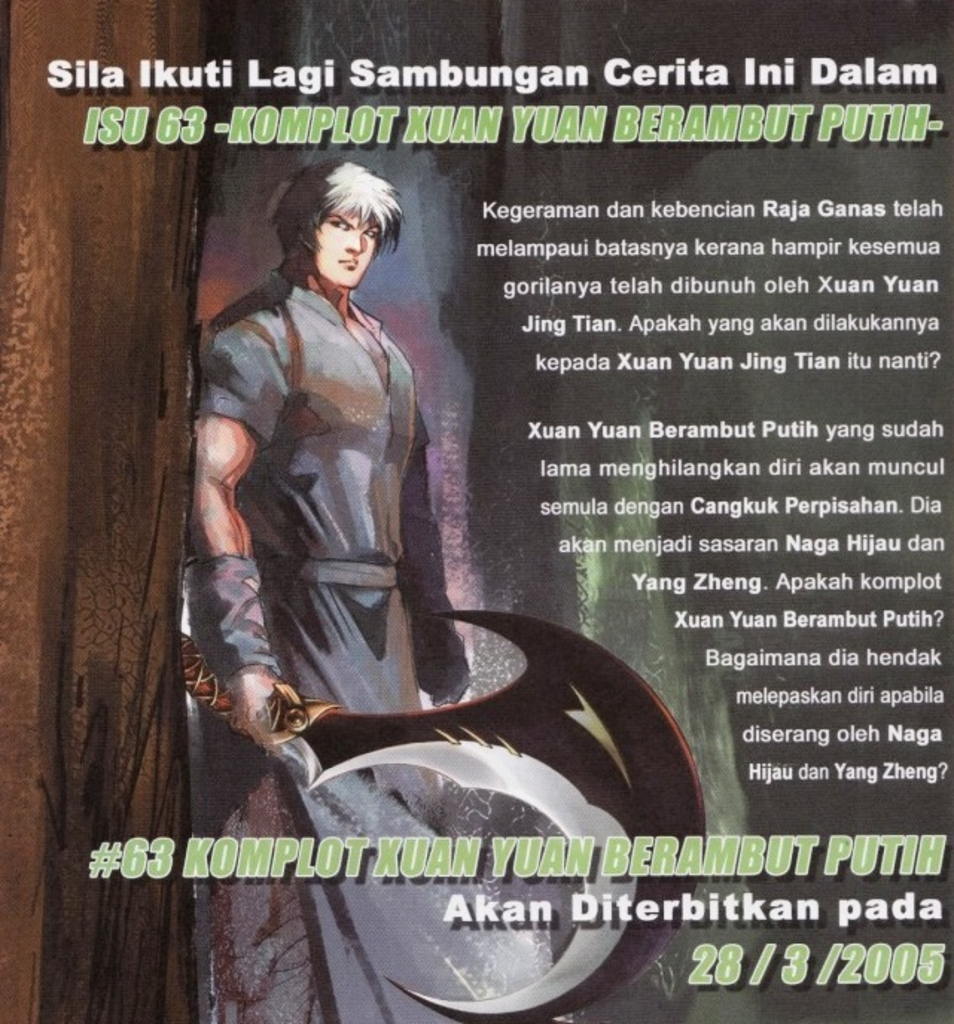 Sila Ikuti Lagi Sambungan Cerita Ini Dalam
ISU 63 -KOMPLOT XUAN YUAN BERAMBUT PUTIH-
Kegeraman dan kebencian Raja Ganas telah
melampaui batasnya kerana hampir kesemua
gorilanya telah dibunuh oleh Xuan Yuan
Jing Tian. Apakah yang akan dilakukannya
kepada Xuan Yuan Jing Tian itu nanti?
Xuan Yuan Berambut Putih yang sudah
lama menghilangkan diri akan muncul
semula dengan Cangkuk Perpisahan. Dia
akan menjadi sasaran Naga Hijau dan
Yang Zheng. Apakah komplot
Xuan Yuan Berambut Putih?
Bagaimana dia hendak
melepaskan diri apabila
diserang oleh Naga
Hijau dan Yang Zheng?
#63 KOMPLOT XUAN YUAN BERAMBUT PUTIH
Akan Diterbitkan pada
28 / 3 /2005